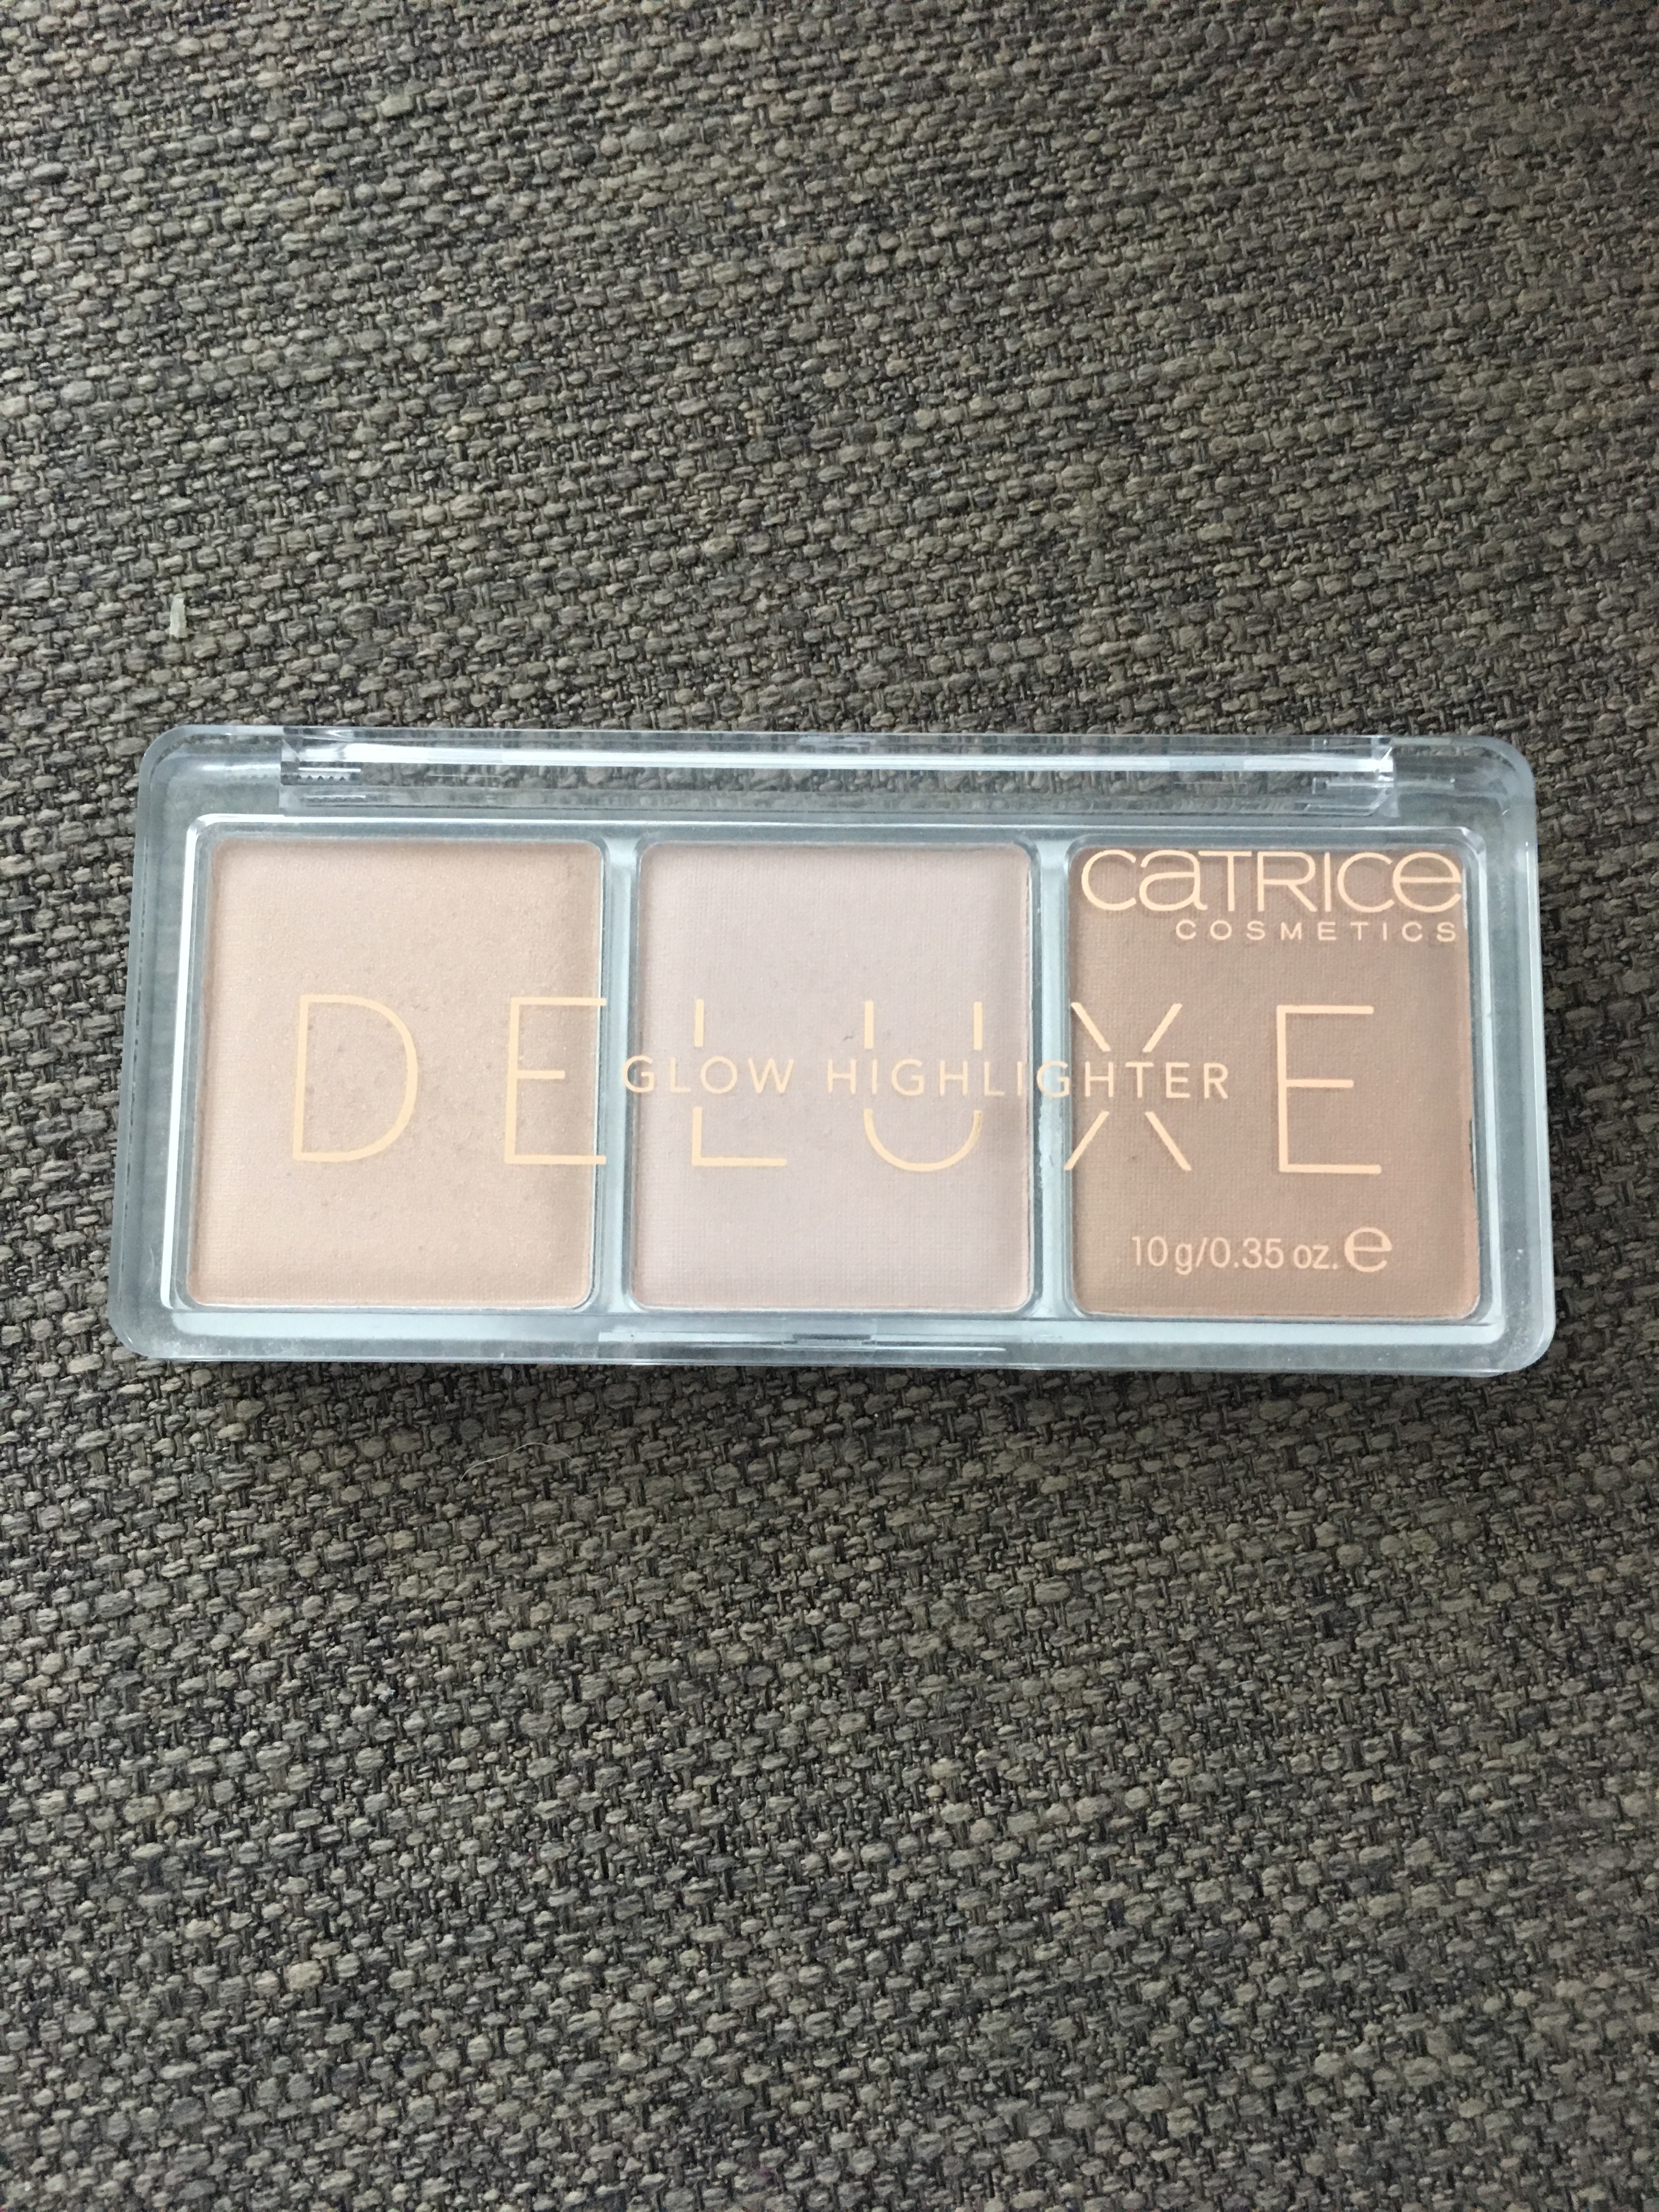 CATRICE
COSMETICS
DELUXE
GLOW HIGHLIGHTER
10 g/0.35 oz. e